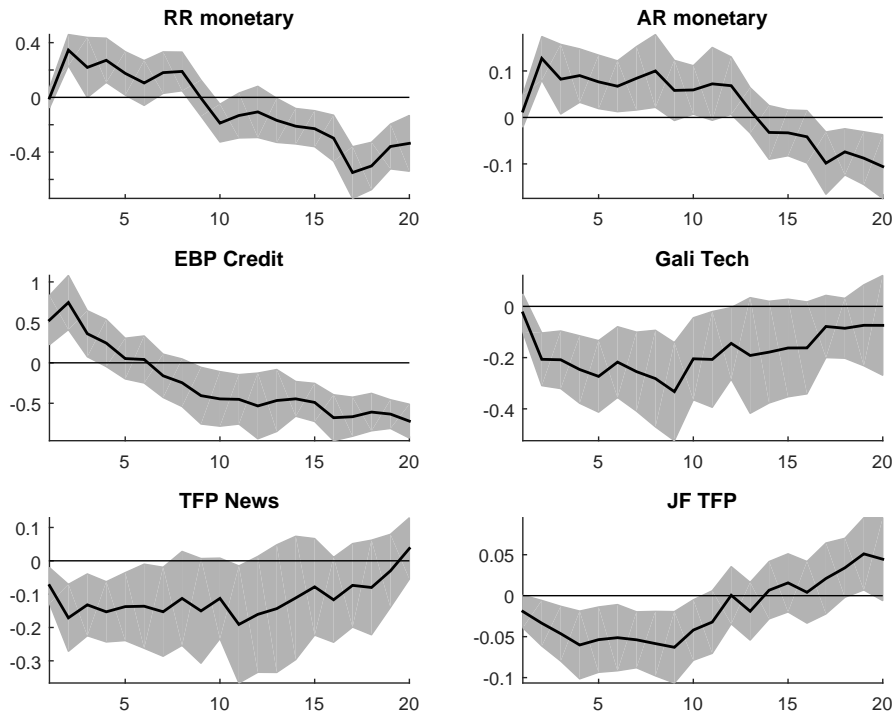 RR monetary
0.4
0
-0.4
5 10 15 20
AR monetary
0.1
0
-0.1
5 10 15 20
EBP Credit
1
0.5
0
-0.5
5 10 15 20
Gali Tech
0
-0.2
-0.4
5 10 15 20
TFP News
0.1
0
-0.1
-0.2
-0.3
5 10 15 20
JF TFP
0.05
0
-0.05
-0.1
5 10 15 20